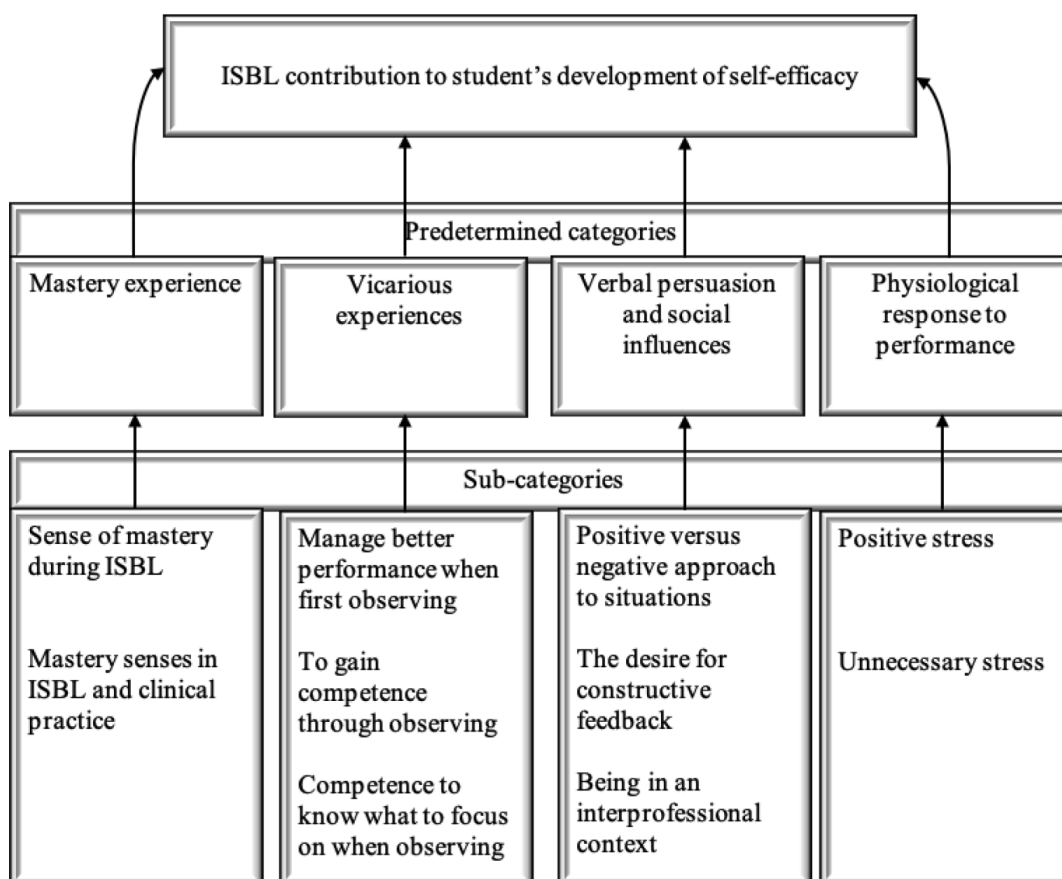 ISBL contribution to student's development of self-efficacy
Predetermined categories
Mastery experience
Vicarious
experiences
Verbal persuasion
and social
influences
Physiological
response to
performance
Sub-categories
Sense of mastery
during ISBL
Mastery senses in
ISBL and clinical
practice
Manage better
performance when
first observing
To gain
competence
through observing
Competence to
know what to focus
on when observing
Positive versus
negative approach
to situations
The desire for
constructive
feedback
Being in an
interprofessional
context
Positive stress
Unnecessary stress